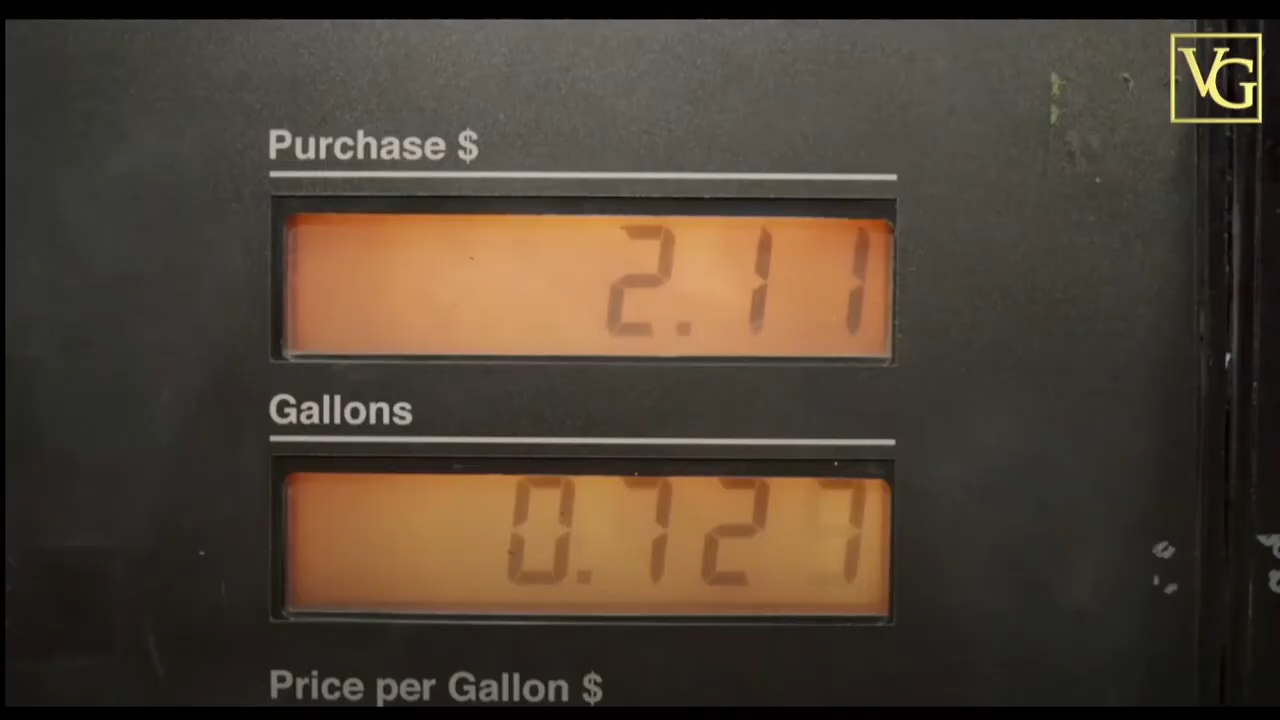 VG
Purchase $
2.11
Gallons
0.727
Price per Gallon $